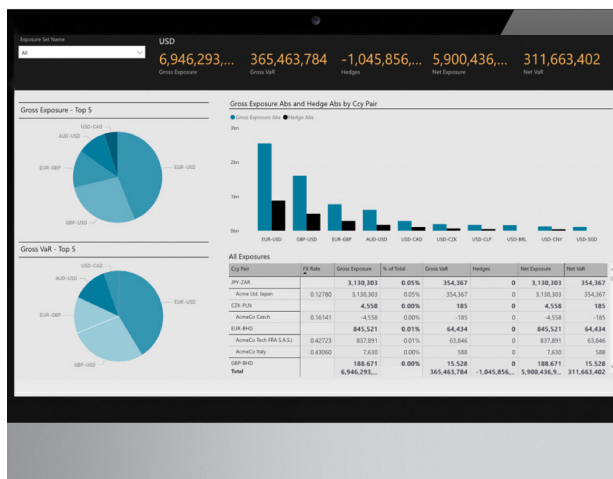 Exposure Set Name
All
USD
6,946,293,... 365,463,784 -1,045,856,... 5,900,436,... 311,663,402
Gross Exposure Gross VaR Hedges Net Exposure Net VaR
Gross Exposure - Top 5
USD-CAD
AUD-USD
EUR-GBP
EUR-USD
GBP-USD
Gross Exposure Abs and Hedge Abs by Ccy Pair
Gross Exposure Abs Hedge Abs
3bn
2bn
1bn
0bn
EUR-USD GBP-USD EUR-GBP AUD-USD USD-CAD USD-CZK USD-CLF USD-BRL USD-CNY USD-SGD
Gross VaR - Top 5
USD-CAD
AUD-USD
EUR-USD
EUR-GBP
GBP-USD
All Exposures
Ccy Pair FX Rate Gross Exposure % of Total Gross VaR Hedges Net Exposure Net VaR
JPY-ZAR 3,130,303 0.05% 354,367 0 3,130,303 354,367
Acme Ltd. Japan 0.12780 3,130,303 0.05% 354,367 0 3,130,303 354,367
CZK-PLN 4,558 0.00% 185 0 4,558 185
AcmeCo Czech 0.16141 -4,558 0.00% -185 0 -4,558 -185
EUR-BHD 845,521 0.01% 64,434 0 845,521 64,434
AcmeCo Tech FRA S.A.S.) 0.42723 837,891 0.01% 63,846 0 837,891 63,846
AcmeCo Italy 0.43060 7,630 0.00% 588 0 7,630 588
GBP-BHD 188.671 0.00% 15.528 0 188.671 15.528
Total 6,946,293,... 365,463,784 -1,045,856,... 5,900,436,9... 311,663,402